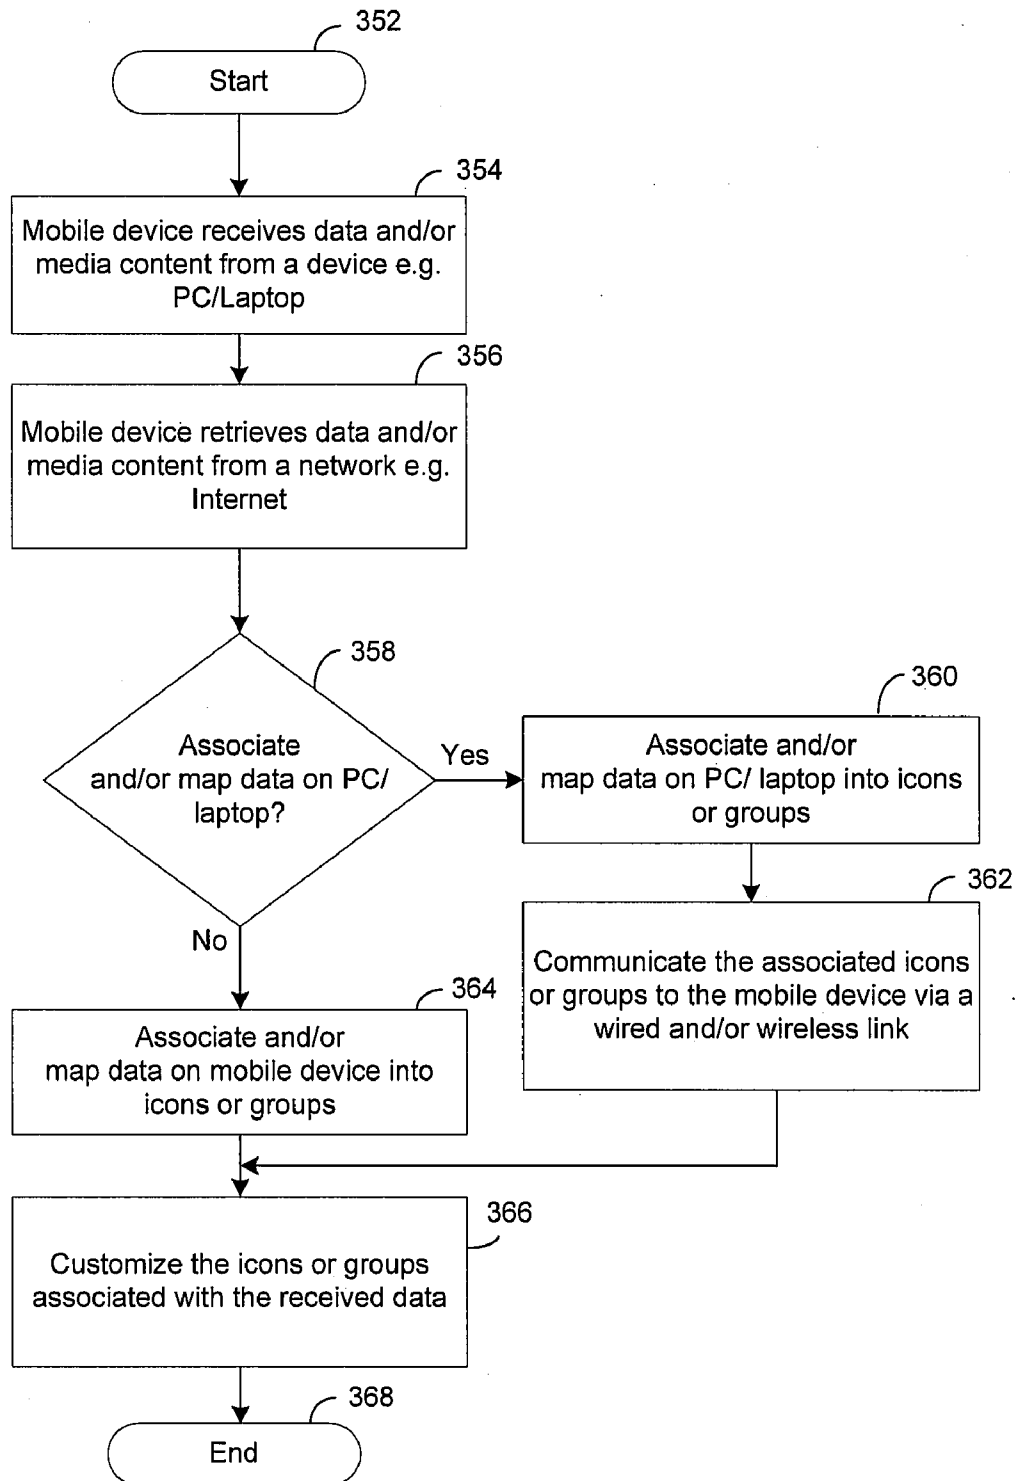 352
Start
354
Mobile device receives data and/or
media content from a device e.g.
PC/Laptop
356
Mobile device retrieves data and/or
media content from a network e.g.
Internet
358
Associate
and/or map data on PC/
laptop?
Yes
360
Associate and/or
map data on PC/ laptop into icons
or groups
362
Communicate the associated icons
or groups to the mobile device via a
wired and/or wireless link
No
364
Associate and/or
map data on mobile device into
icons or groups
366
Customize the icons or groups
associated with the received data
368
End